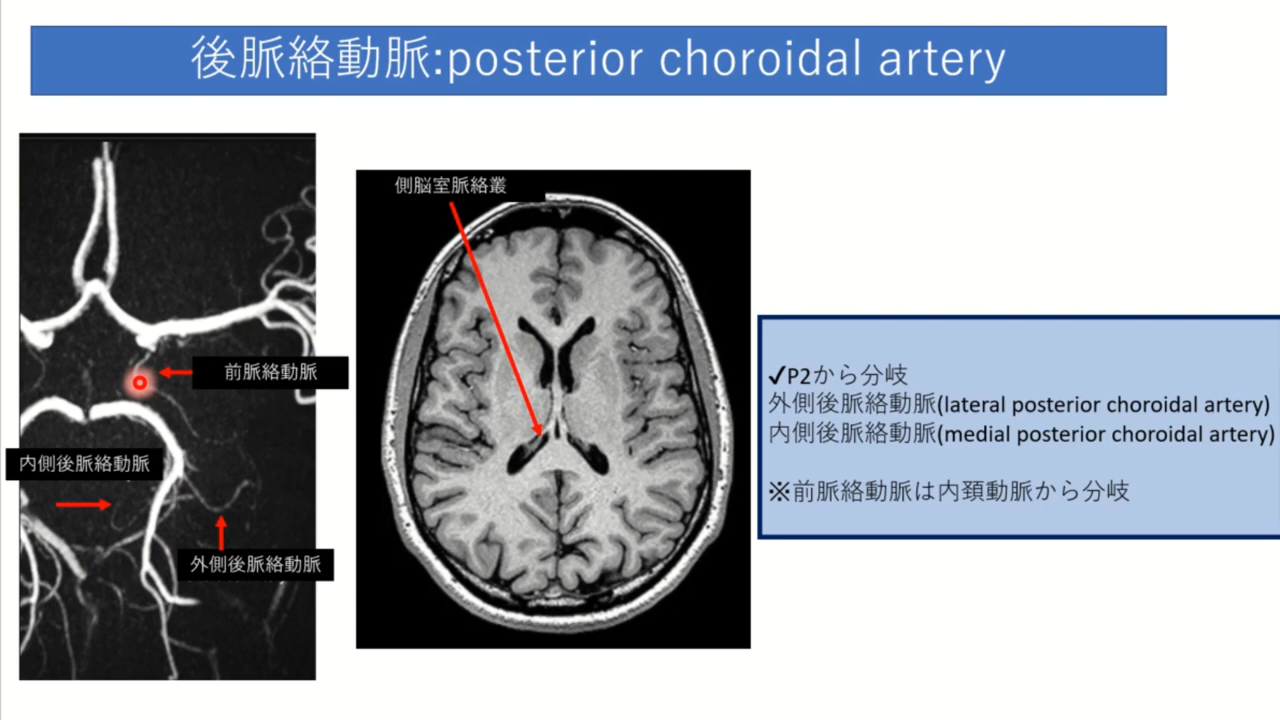 後脈絡動脈:posterior choroidal artery
側脳室脈絡叢
前脈絡動脈
内側後脈絡動脈
外側後脈絡動脈
✓P2から分岐
外側後脈絡動脈(lateral posterior choroidal artery)
内側後脈絡動脈(medial posterior choroidal artery)
※前脈絡動脈は内頚動脈から分岐